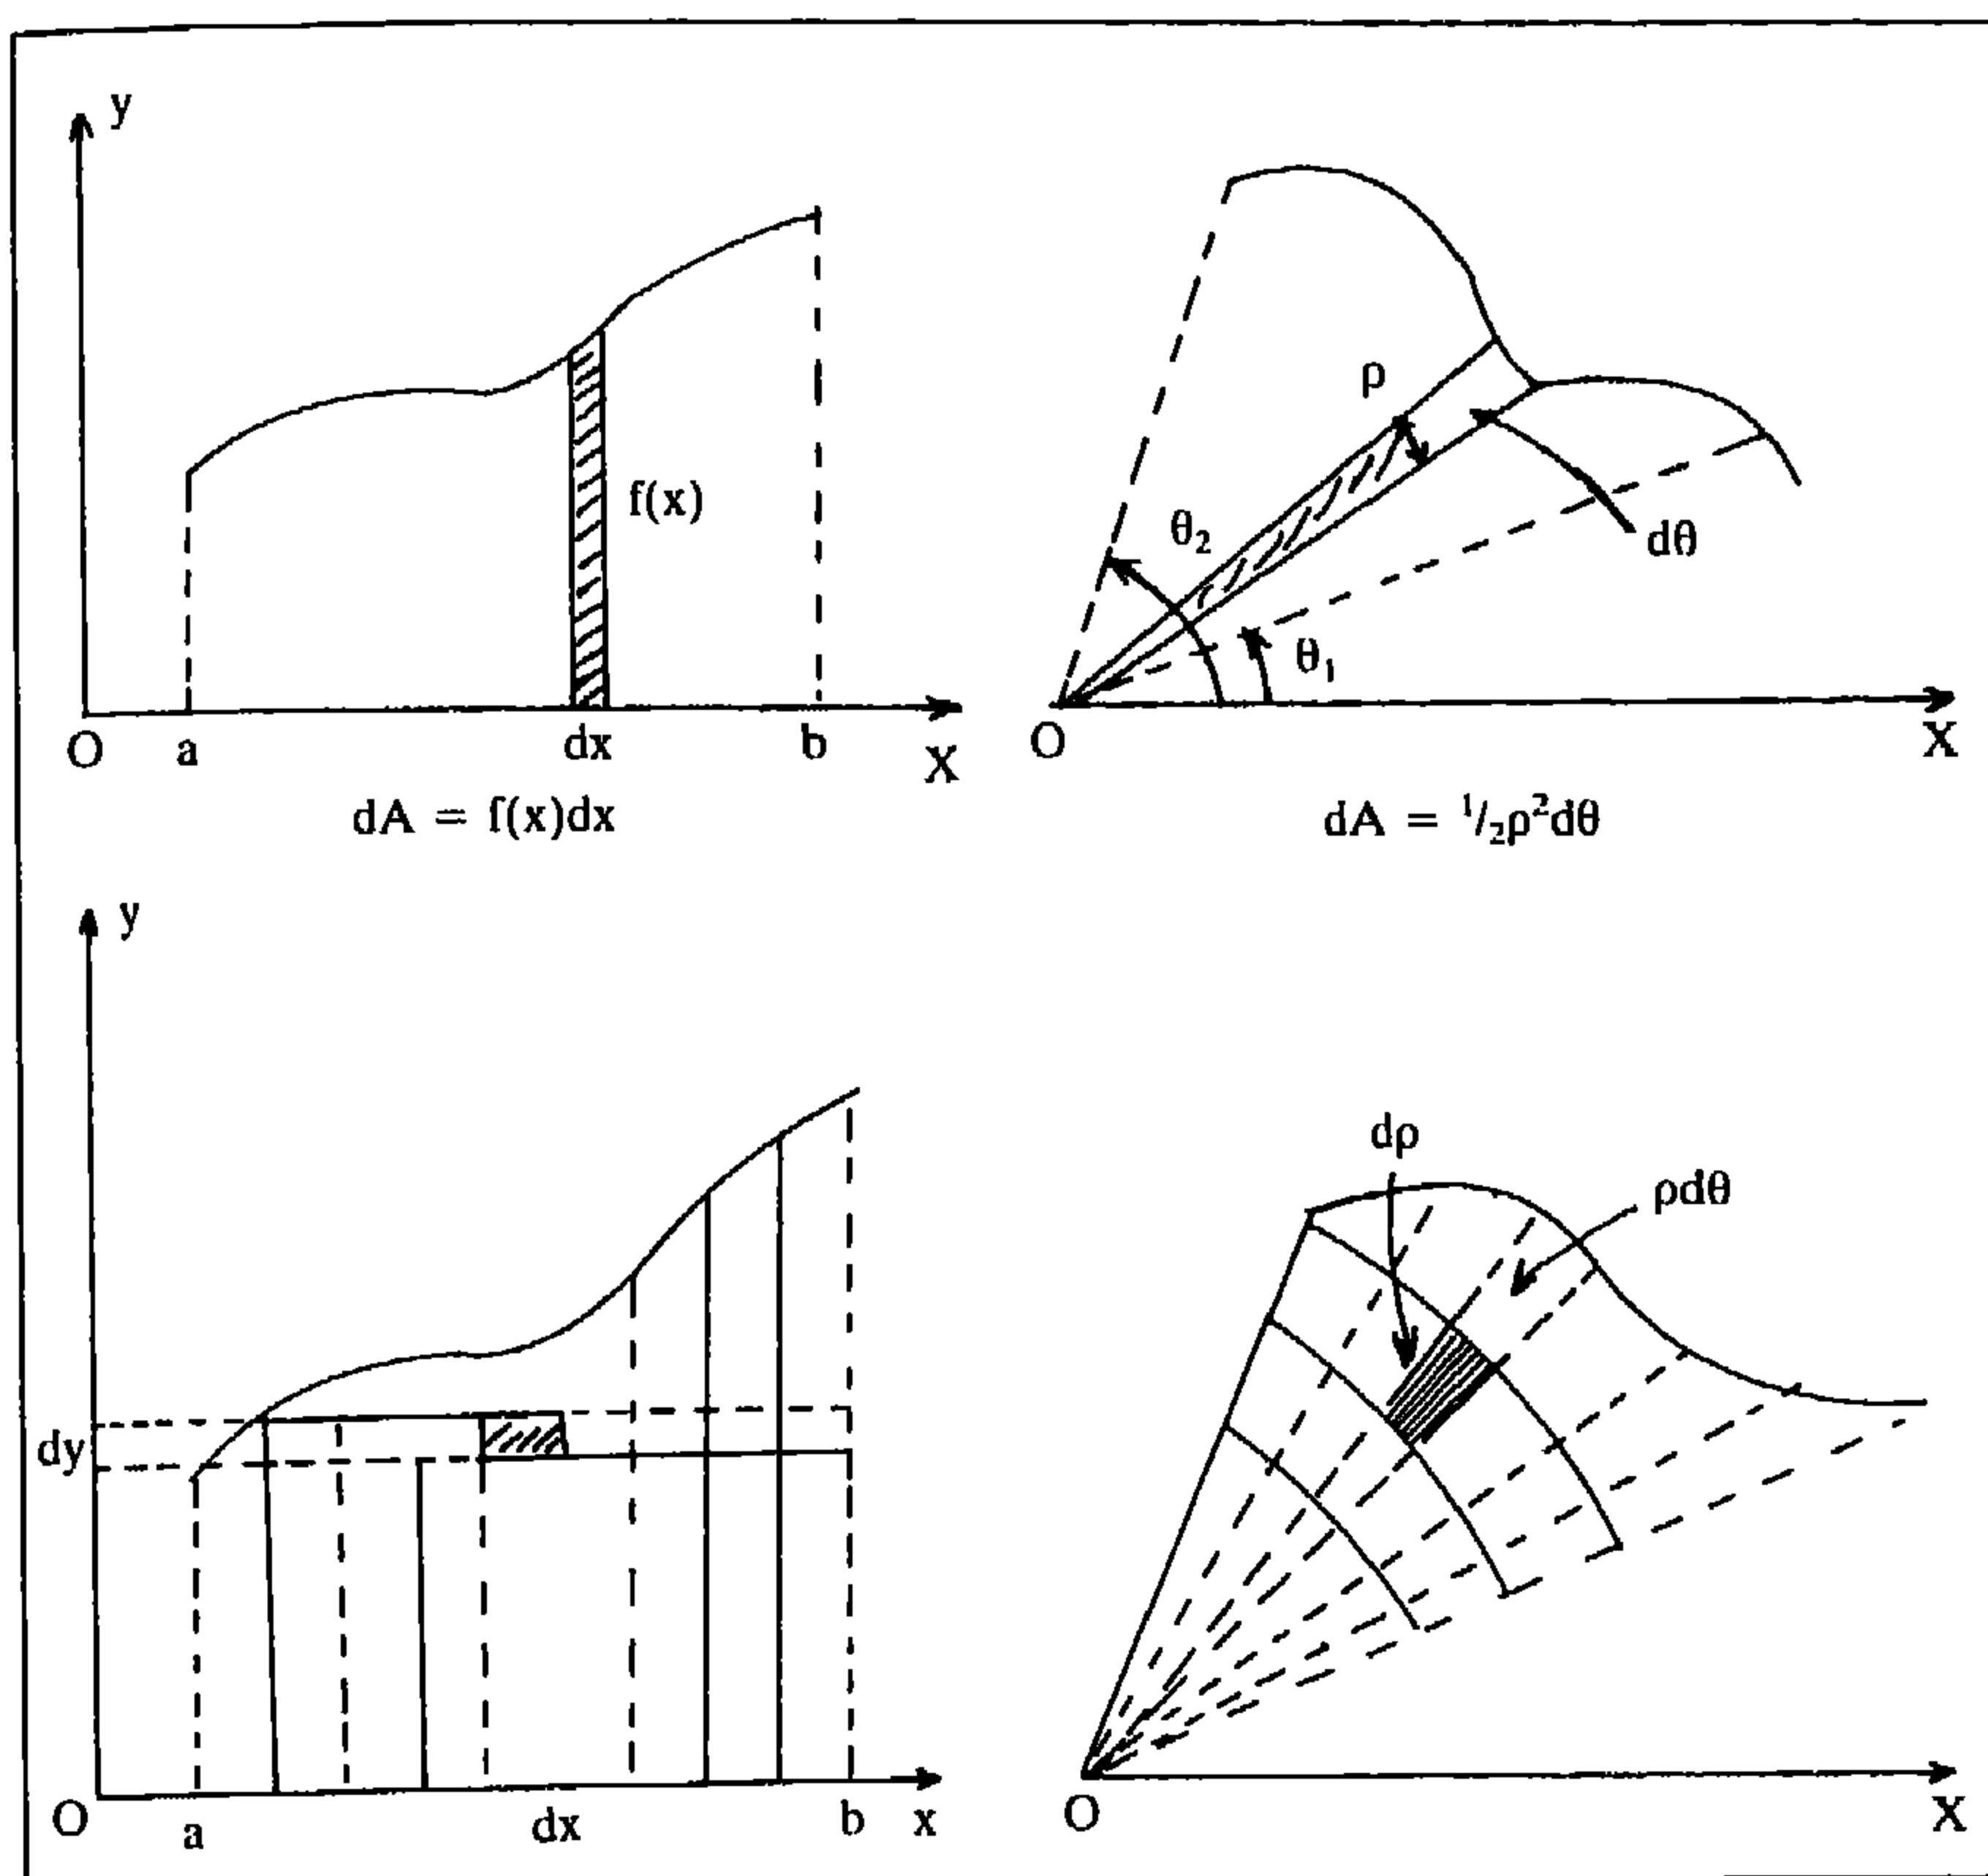 y
f(x)
O a dx b X
dA = f(x)dx
ρ
θ₂
dθ
θ₁
O X
dA = ¹/₂ρ²dθ
y
dy
O a dx b x
dρ
ρdθ
O X